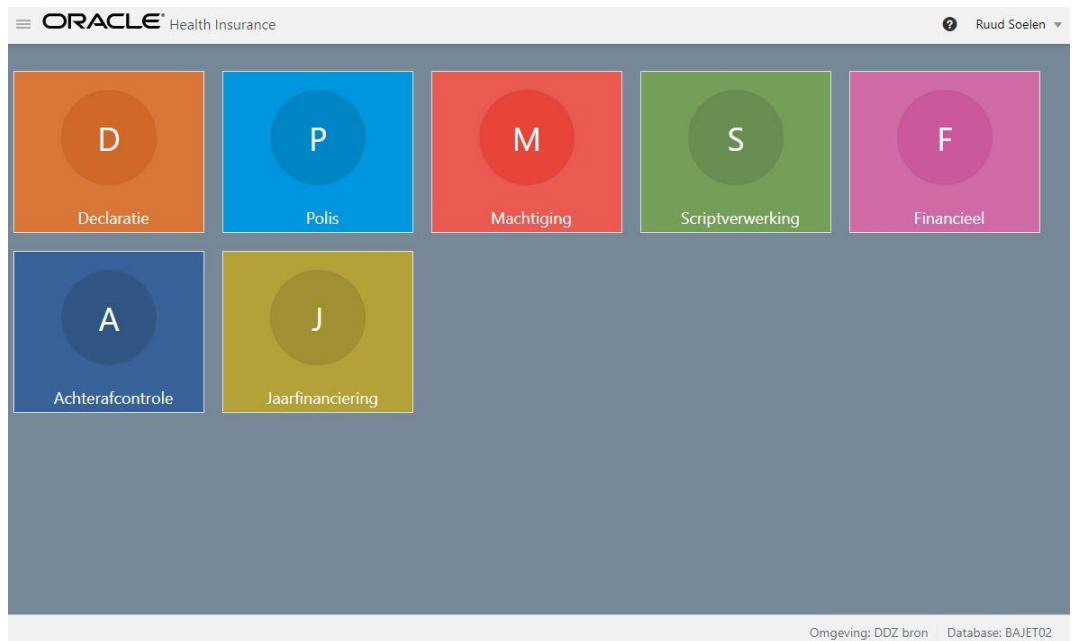 ORACLE® Health Insurance
Ruud Soelen
D
P
M
S
F
Declaratie
Polis
Machtiging
Scriptverwerking
Financieel
A
J
Achterafcontrole
Jaarfinanciering
Omgeving: DDZ bron
Database: BAJET02